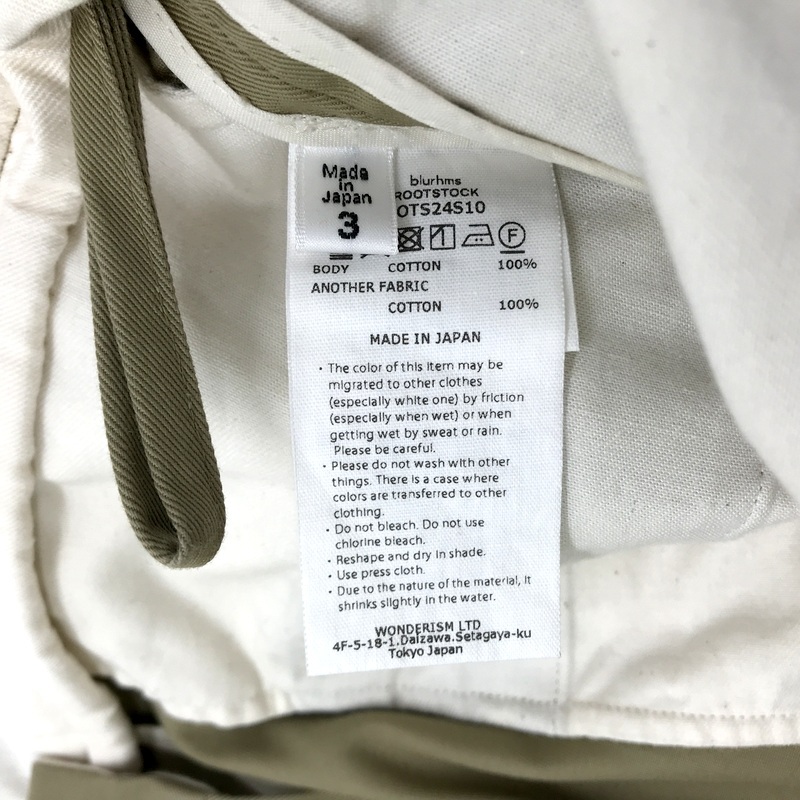 Made
in
Japan
3
blurhms
ROOTSTOCK
OTS24S10
F
BODY COTTON 100%
ANOTHER FABRIC
COTTON 100%
MADE IN JAPAN
・The color of this item may be
migrated to other clothes
(especially white one) by friction
(especially when wet) or when
getting wet by sweat or rain.
Please be careful.
・Please do not wash with other
things. There is a case where
colors are transferred to other
clothing.
・Do not bleach. Do not use
chlorine bleach.
・Reshape and dry in shade.
・Use press cloth.
・Due to the nature of the material, it
shrinks slightly in the water.
WONDERISM LTD
4F-5-18-1.Daizawa.Setagaya-ku
Tokyo Japan